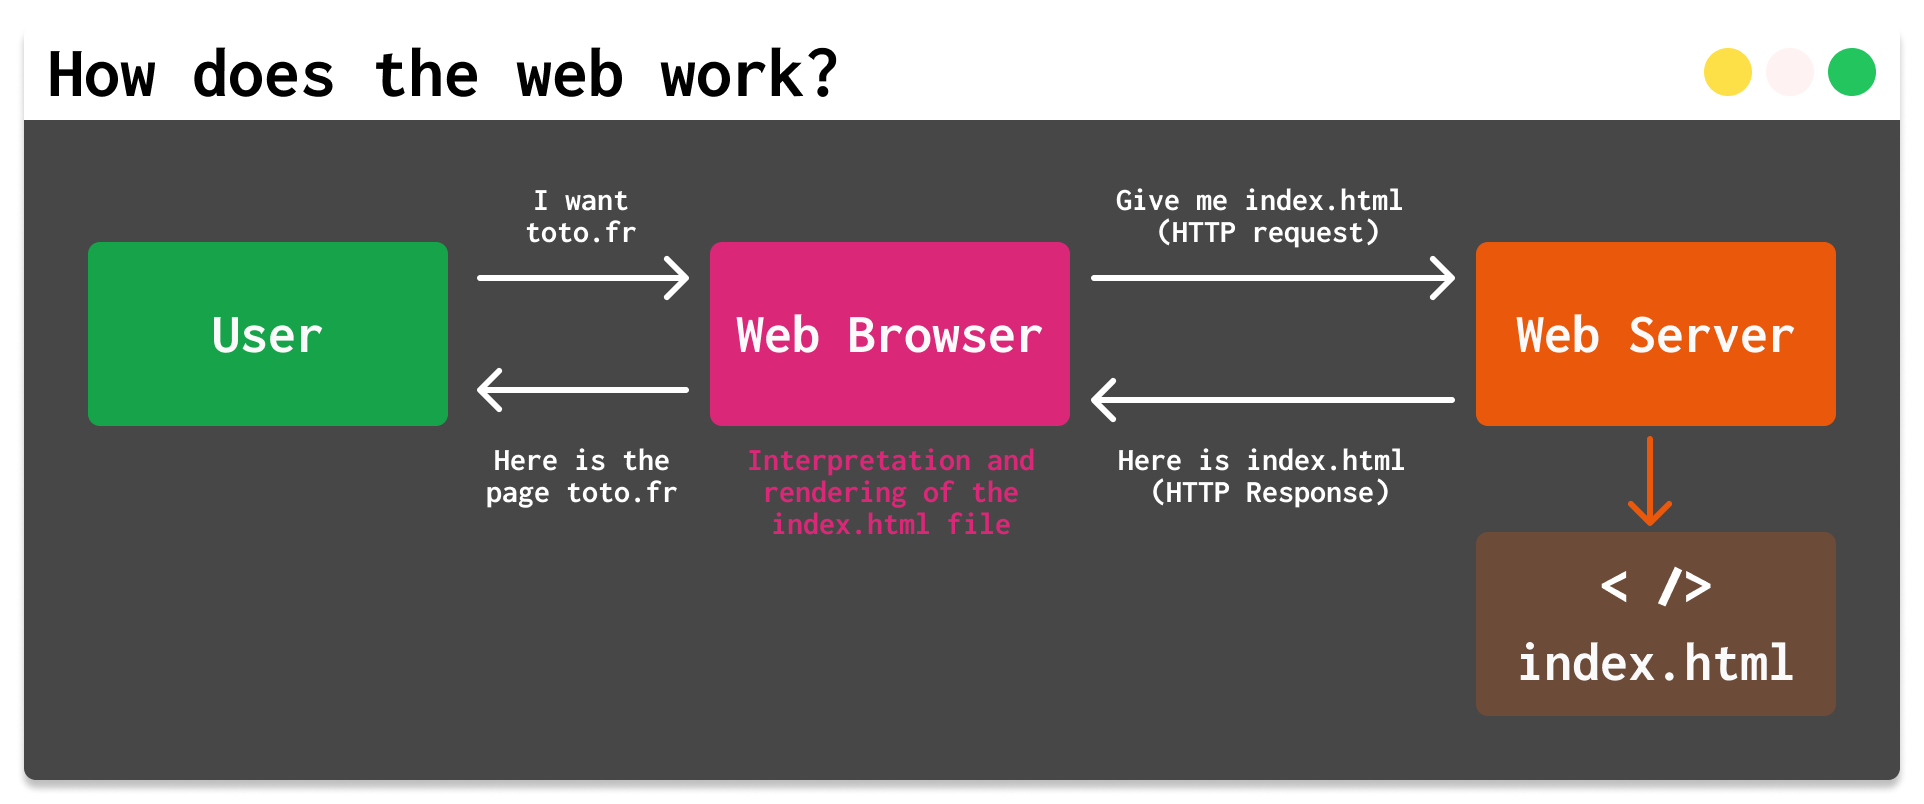 How does the web work?
I want
toto.fr
Give me index.html
(HTTP request)
User
Web Browser
Web Server
Here is the
page toto.fr
Interpretation and
rendering of the
index.html file
Here is index.html
(HTTP Response)
< />
index.html